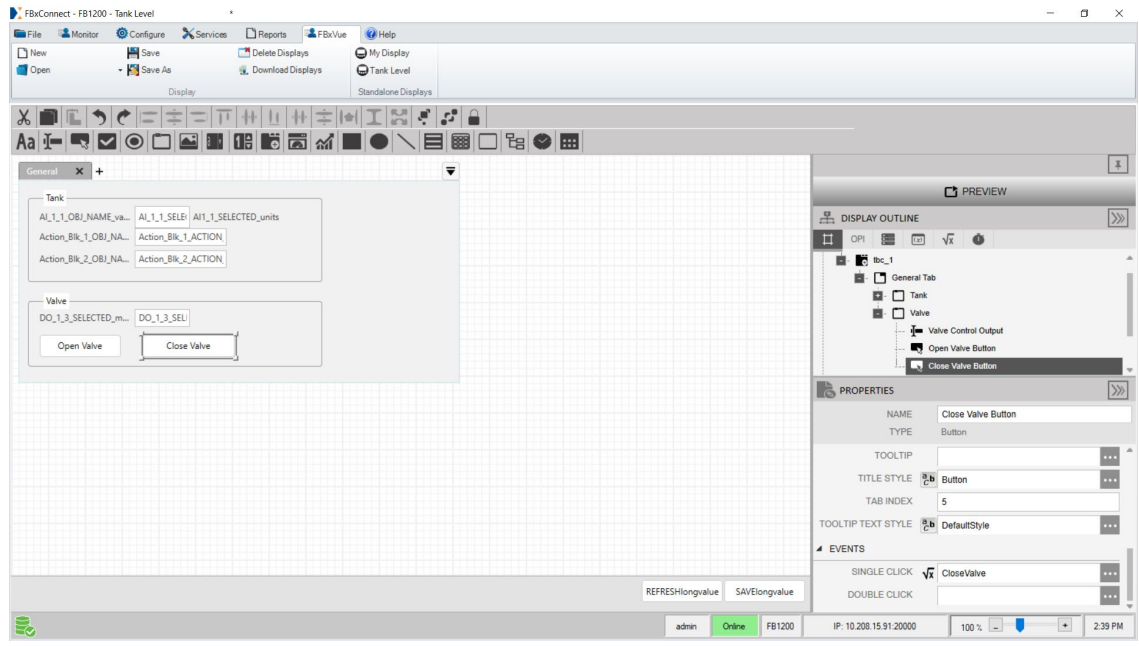 FBxConnect - FB1200 - Tank Level *
File Monitor Configure Services Reports FBxVue Help
New Save Delete Displays My Display
Open Save As Download Displays Tank Level
Display Standalone Displays
Aa
General X +
PREVIEW
Tank
AI_1_1_OBJ_NAME_va... AI_1_1_SELE AI1_1_SELECTED_units
Action_Blk_1_OBJ_NA... Action_Blk_1_ACTION_
Action_Blk_2_OBJ_NA... Action_Blk_2_ACTION_
Valve
DO_1_3_SELECTED_m... DO_1_3_SEL
Open Valve Close Valve
DISPLAY OUTLINE
OPI
tbc_1
General Tab
Tank
Valve
Valve Control Output
Open Valve Button
Close Valve Button
PROPERTIES
NAME Close Valve Button
TYPE Button
TOOLTIP
TITLE STYLE Button
TAB INDEX 5
TOOLTIP TEXT STYLE DefaultStyle
EVENTS
SINGLE CLICK √x CloseValve
DOUBLE CLICK
REFRESHlongvalue SAVElongvalue
admin Online FB1200 IP: 10.208.15.91:20000 100 % - + 2:39 PM